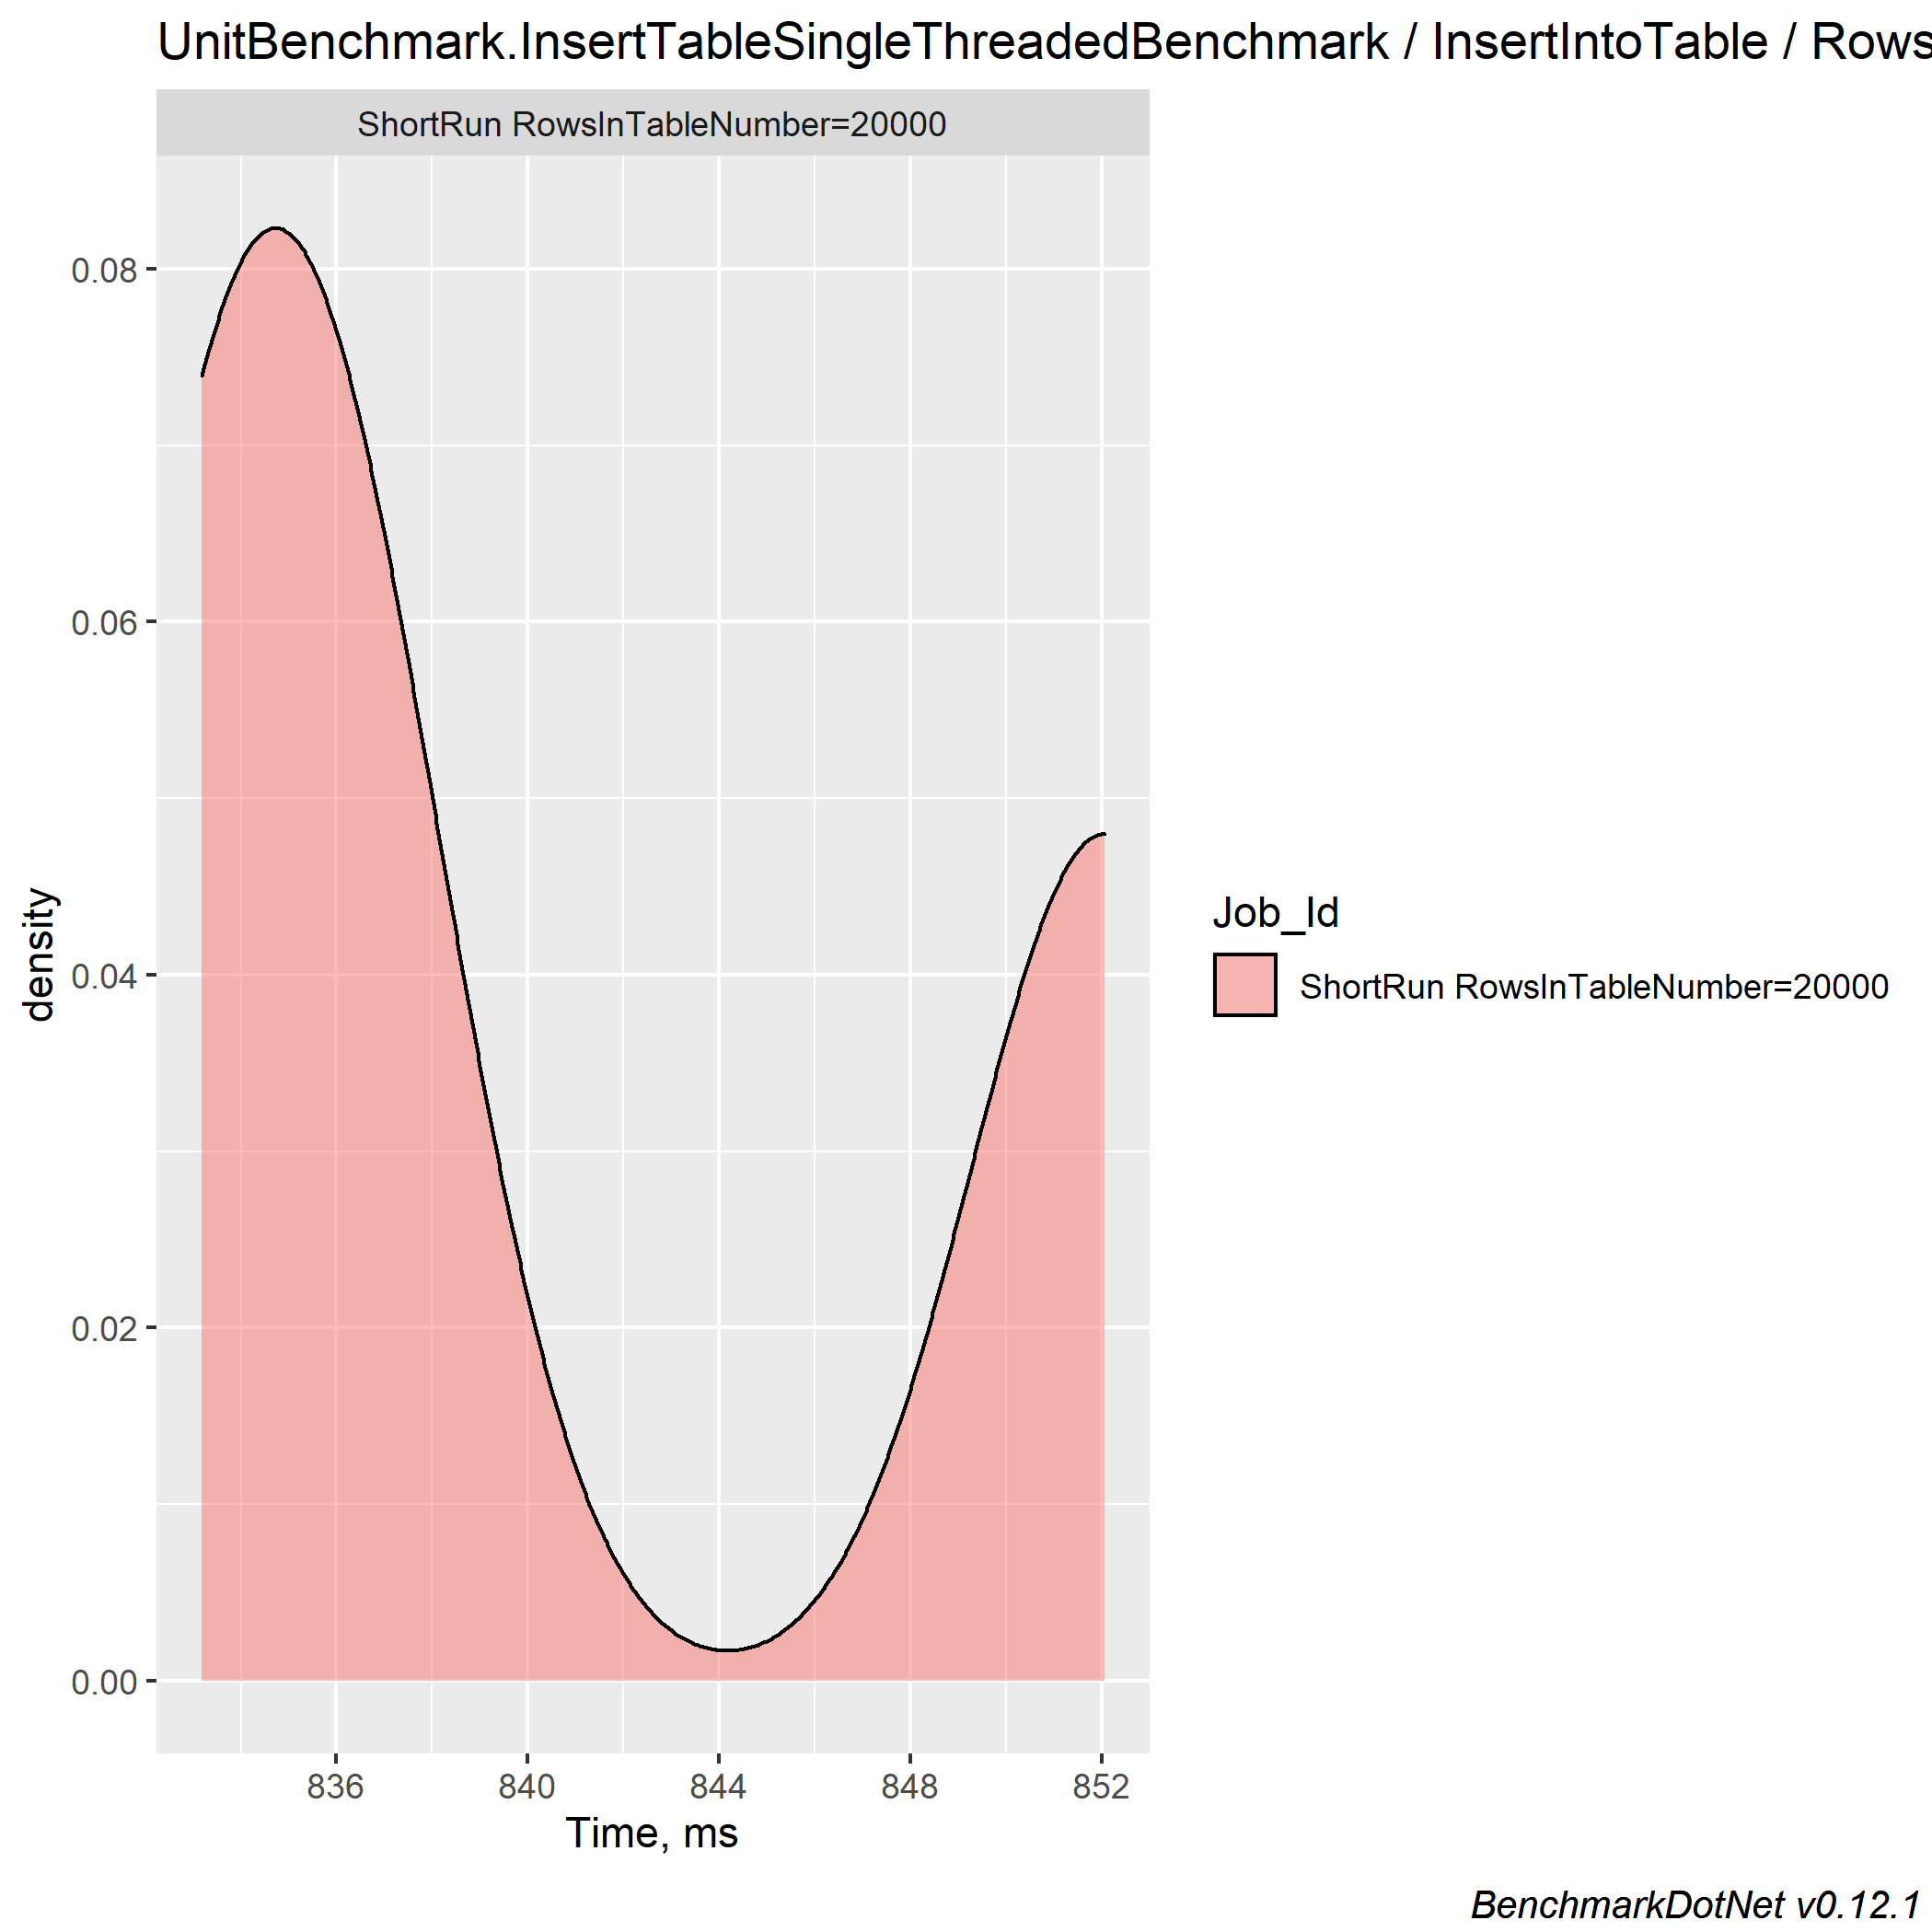 UnitBenchmark.InsertTableSingleThreadedBenchmark / InsertIntoTable / Rows
ShortRun RowsInTableNumber=20000
0.08
0.06
0.04
0.02
0.00
density
836 840 844 848 852
Time, ms
Job_Id
ShortRun RowsInTableNumber=20000
BenchmarkDotNet v0.12.1